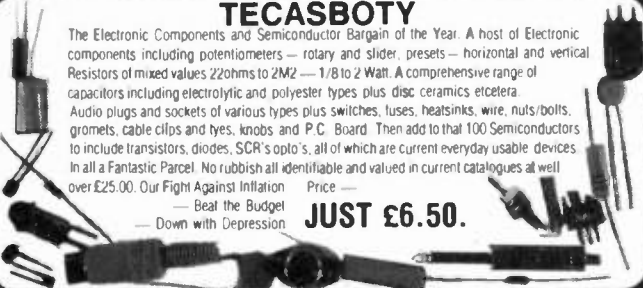 TECASBOTY
The Electronic Components and Semiconductor Bargain of the Year. A host of Electronic
components including potentiometers — rotary and slider, presets — horizontal and vertical
Resistors of mixed values 22ohms to 2M2 — 1/8 to 2 Watt. A comprehensive range of
capacitors including electrolytic and polyester types plus disc ceramics etcetera.
Audio plugs and sockets of various types plus switches, fuses, heatsinks, wire, nuts/bolts,
gromets, cable clips and tyes, knobs and P.C. Board. Then add to that 100 Semiconductors
to include transistors, diodes, SCR's opto's, all of which are current everyday usable devices.
In all a Fantastic Parcel. No rubbish all identifiable and valued in current catalogues at well
over £25.00. Our Fight Against Inflation Price —
— Beat the Budget
— Down with Depression JUST £6.50.